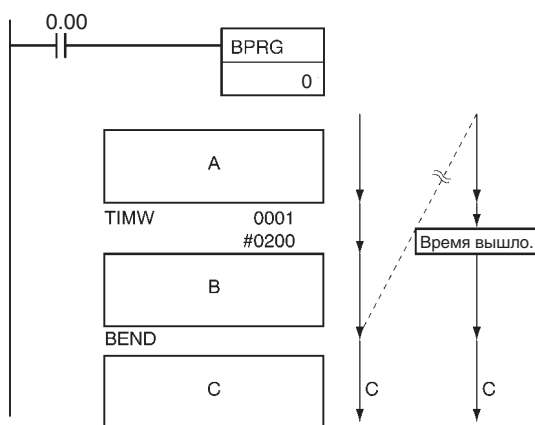 0.00
BPRG
0
A
TIMW 0001
#0200
Время вышло.
B
BEND
C C C